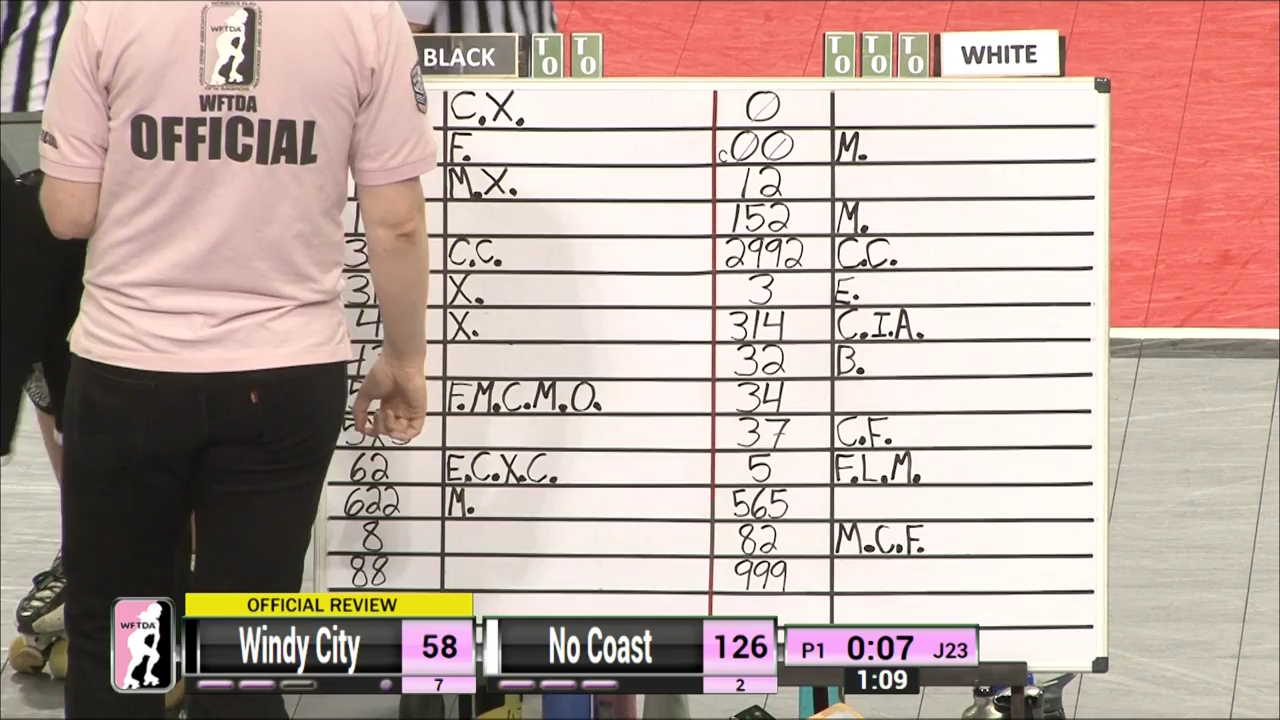 WFTDA
OFFICIAL
BLACK
TO
TO
TO
TO
TO
WHITE
C.X. 0
F. c00 M.
M.X. 12
152 M.
C.C. 2992 C.C.
X. 3 E.
X. 314 C.I.A.
32 B.
F.M.C.M.O. 34
37 C.F.
62 E.C.X.C. 5 F.L.M.
622 M. 565
8 82 M.C.F.
88 999
WFTDA
OFFICIAL REVIEW
Windy City 58
7
No Coast 126
2
P1 0:07 J23
1:09